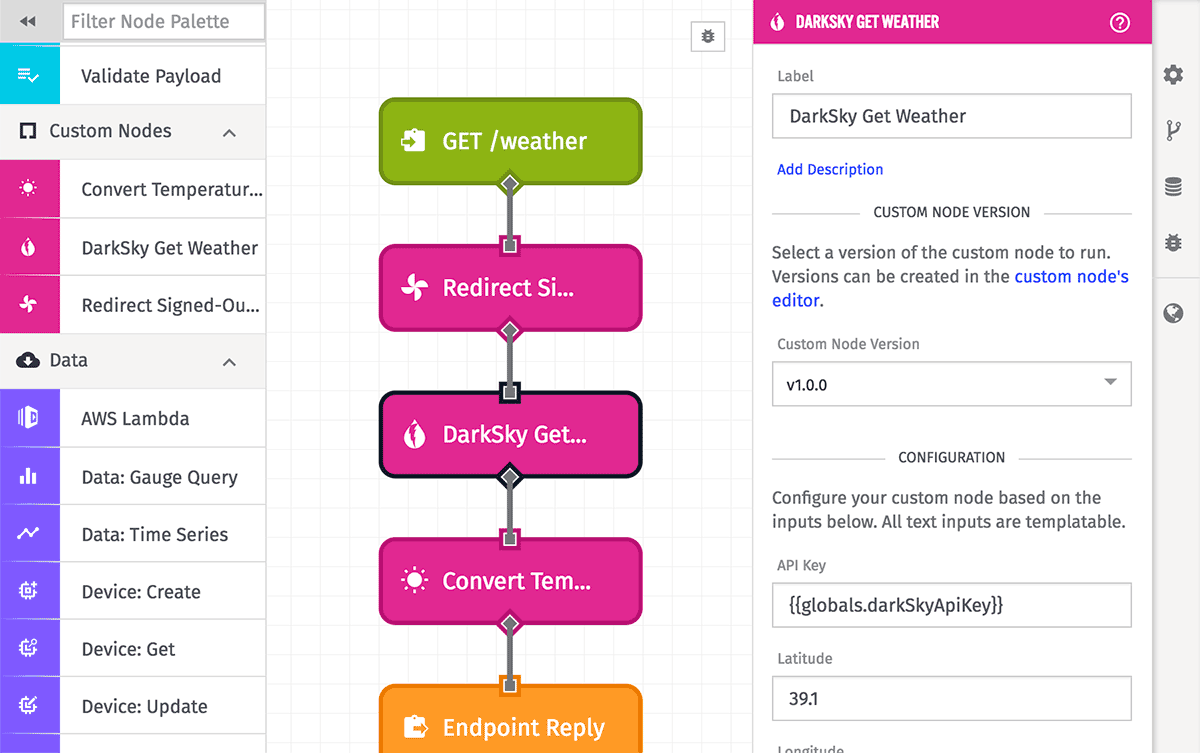 Filter Node Palette
Validate Payload
Custom Nodes
Convert Temperatur...
DarkSky Get Weather
Redirect Signed-Ou...
Data
AWS Lambda
Data: Gauge Query
Data: Time Series
Device: Create
Device: Get
Device: Update
GET /weather
Redirect Si...
DarkSky Get...
Convert Tem...
Endpoint Reply
DARKSKY GET WEATHER
Label
DarkSky Get Weather
Add Description
CUSTOM NODE VERSION
Select a version of the custom node to run.
Versions can be created in the custom node's
editor.
Custom Node Version
v1.0.0
CONFIGURATION
Configure your custom node based on the
inputs below. All text inputs are templatable.
API Key
{{globals.darkSkyApiKey}}
Latitude
39.1
Longitude